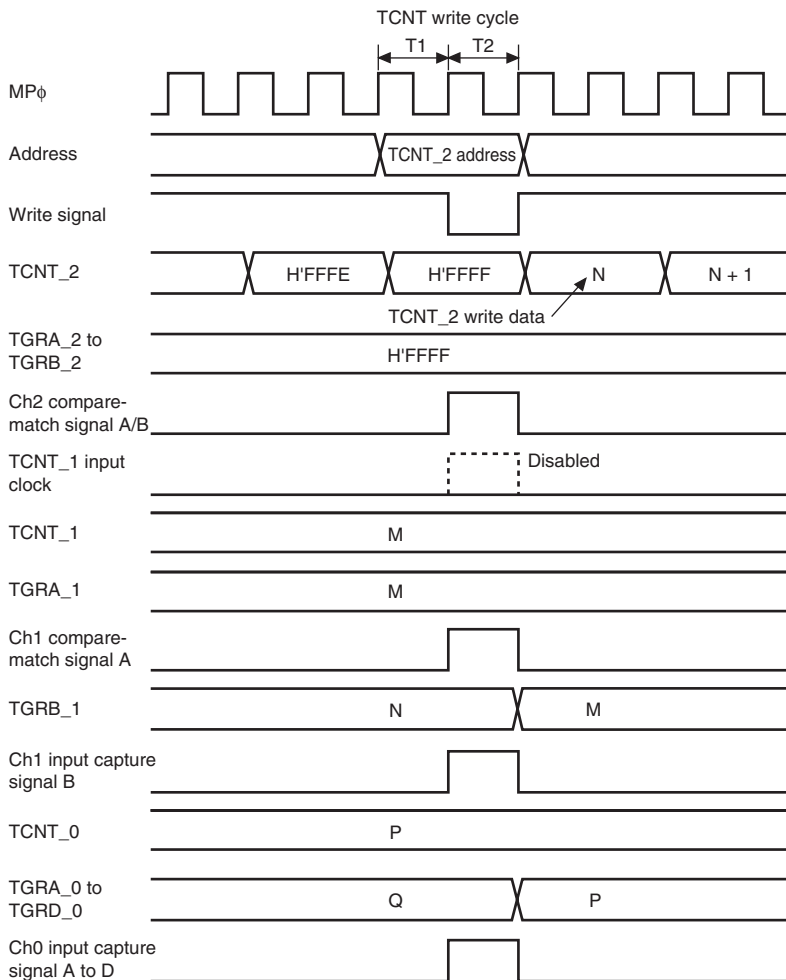 TCNT write cycle
T1 T2
MPϕ
Address TCNT_2 address
Write signal
TCNT_2 H'FFFE H'FFFF N N + 1
TCNT_2 write data
TGRA_2 to
TGRB_2 H'FFFF
Ch2 compare-
match signal A/B
TCNT_1 input
clock
Disabled
TCNT_1 M
TGRA_1 M
Ch1 compare-
match signal A
TGRB_1 N M
Ch1 input capture
signal B
TCNT_0 P
TGRA_0 to
TGRD_0 Q P
Ch0 input capture
signal A to D